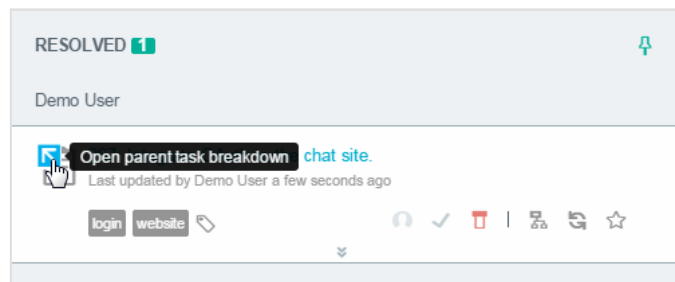 RESOLVED 1
Demo User
Open parent task breakdown chat site.
Last updated by Demo User a few seconds ago
login website